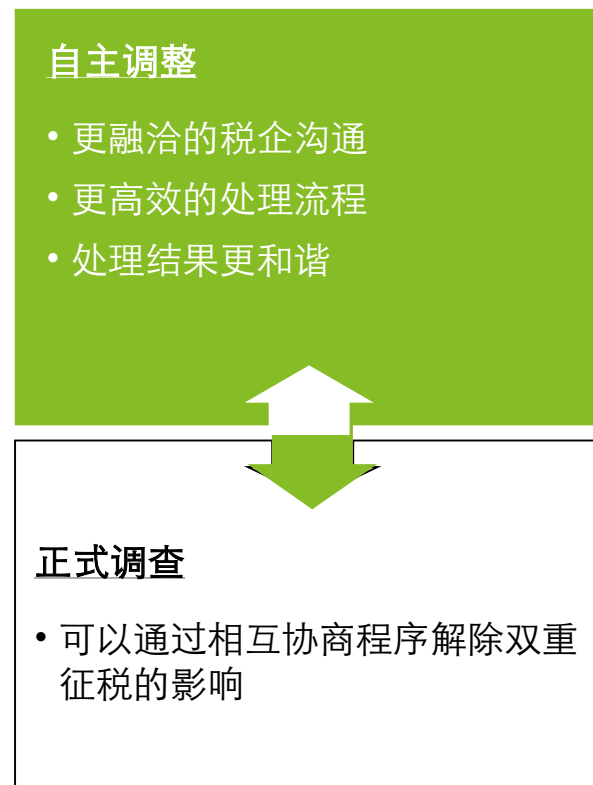 自主调整
• 更融洽的税企沟通
• 更高效的处理流程
• 处理结果更和谐
正式调查
• 可以通过相互协商程序解除双重
征税的影响